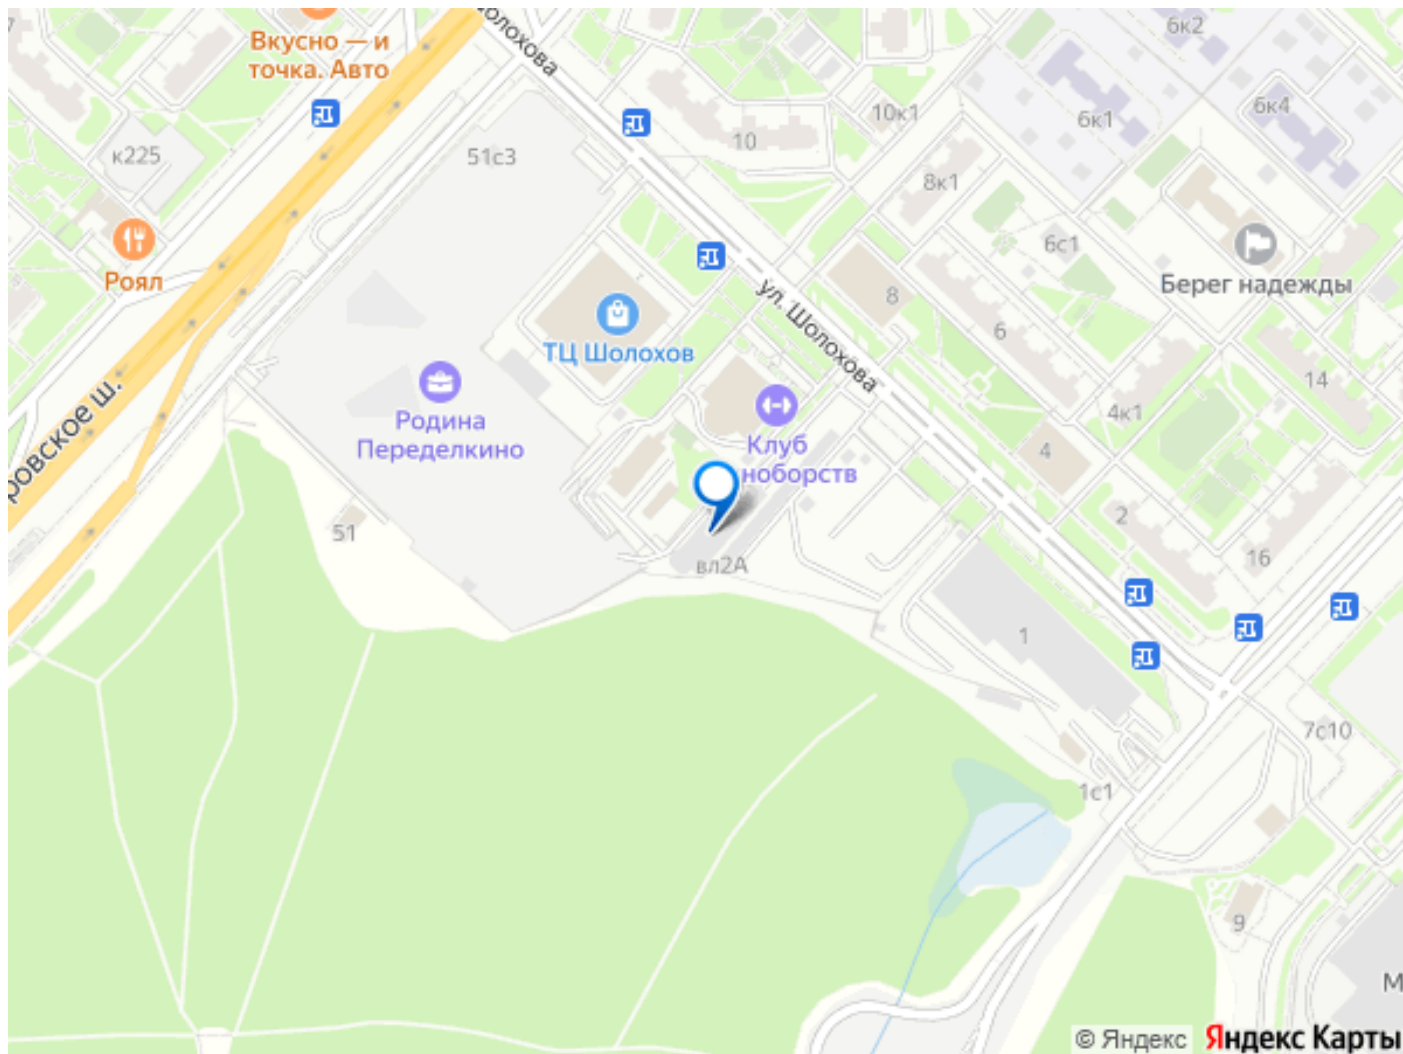 олохова
6к2
Вкусно — и
точка. Авто
10к1
6к1
6к4
10
к225
51с3
8к1
6с1
Роял
Берег надежды
ул. Шолохова
8
6
ТЦ Шолохов
14
Родина
Переделкино
4к1
Клуб
ноборств
4
ровское ш.
2
51
вл2А
16
1
7с10
1с1
9
М
© Яндекс
Яндекс Карты